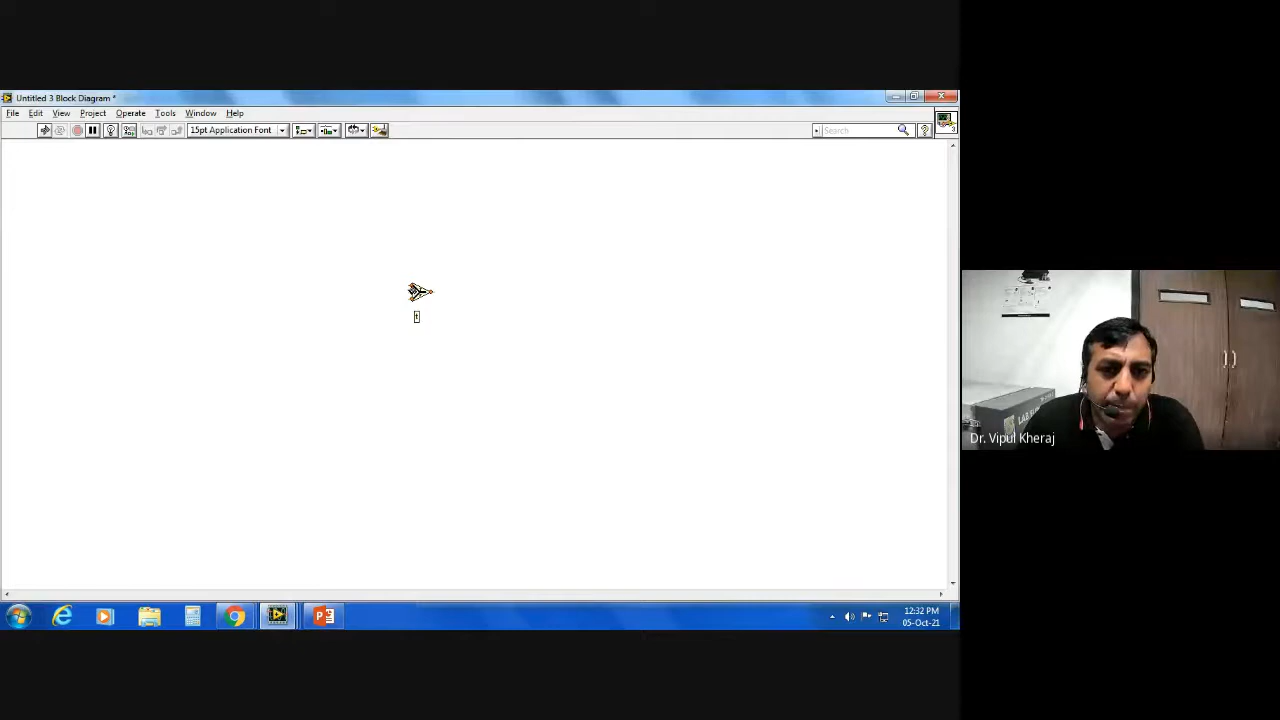 Untitled 3 Block Diagram *
File Edit View Project Operate Tools Window Help
15pt Application Font
Search
3
Dr. Vipul Kheraj
12:32 PM
05-Oct-21